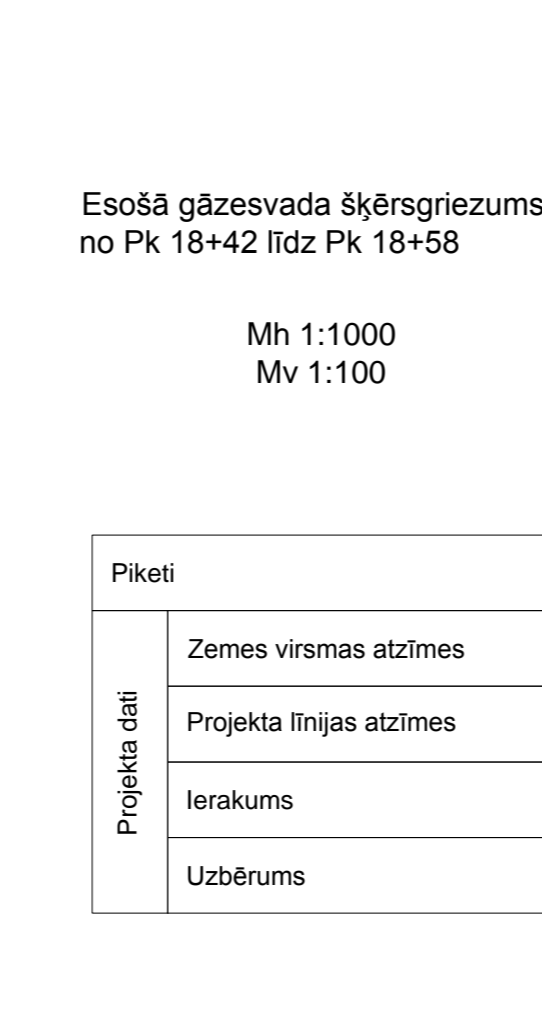 Esošā gāzesvada šķērsgriezums
no Pk 18+42 līdz Pk 18+58
Mh 1:1000
Mv 1:100
Piketi
Projekta dati
Zemes virsmas atzīmes
Projekta līnijas atzīmes
Ierakums
Uzbērums